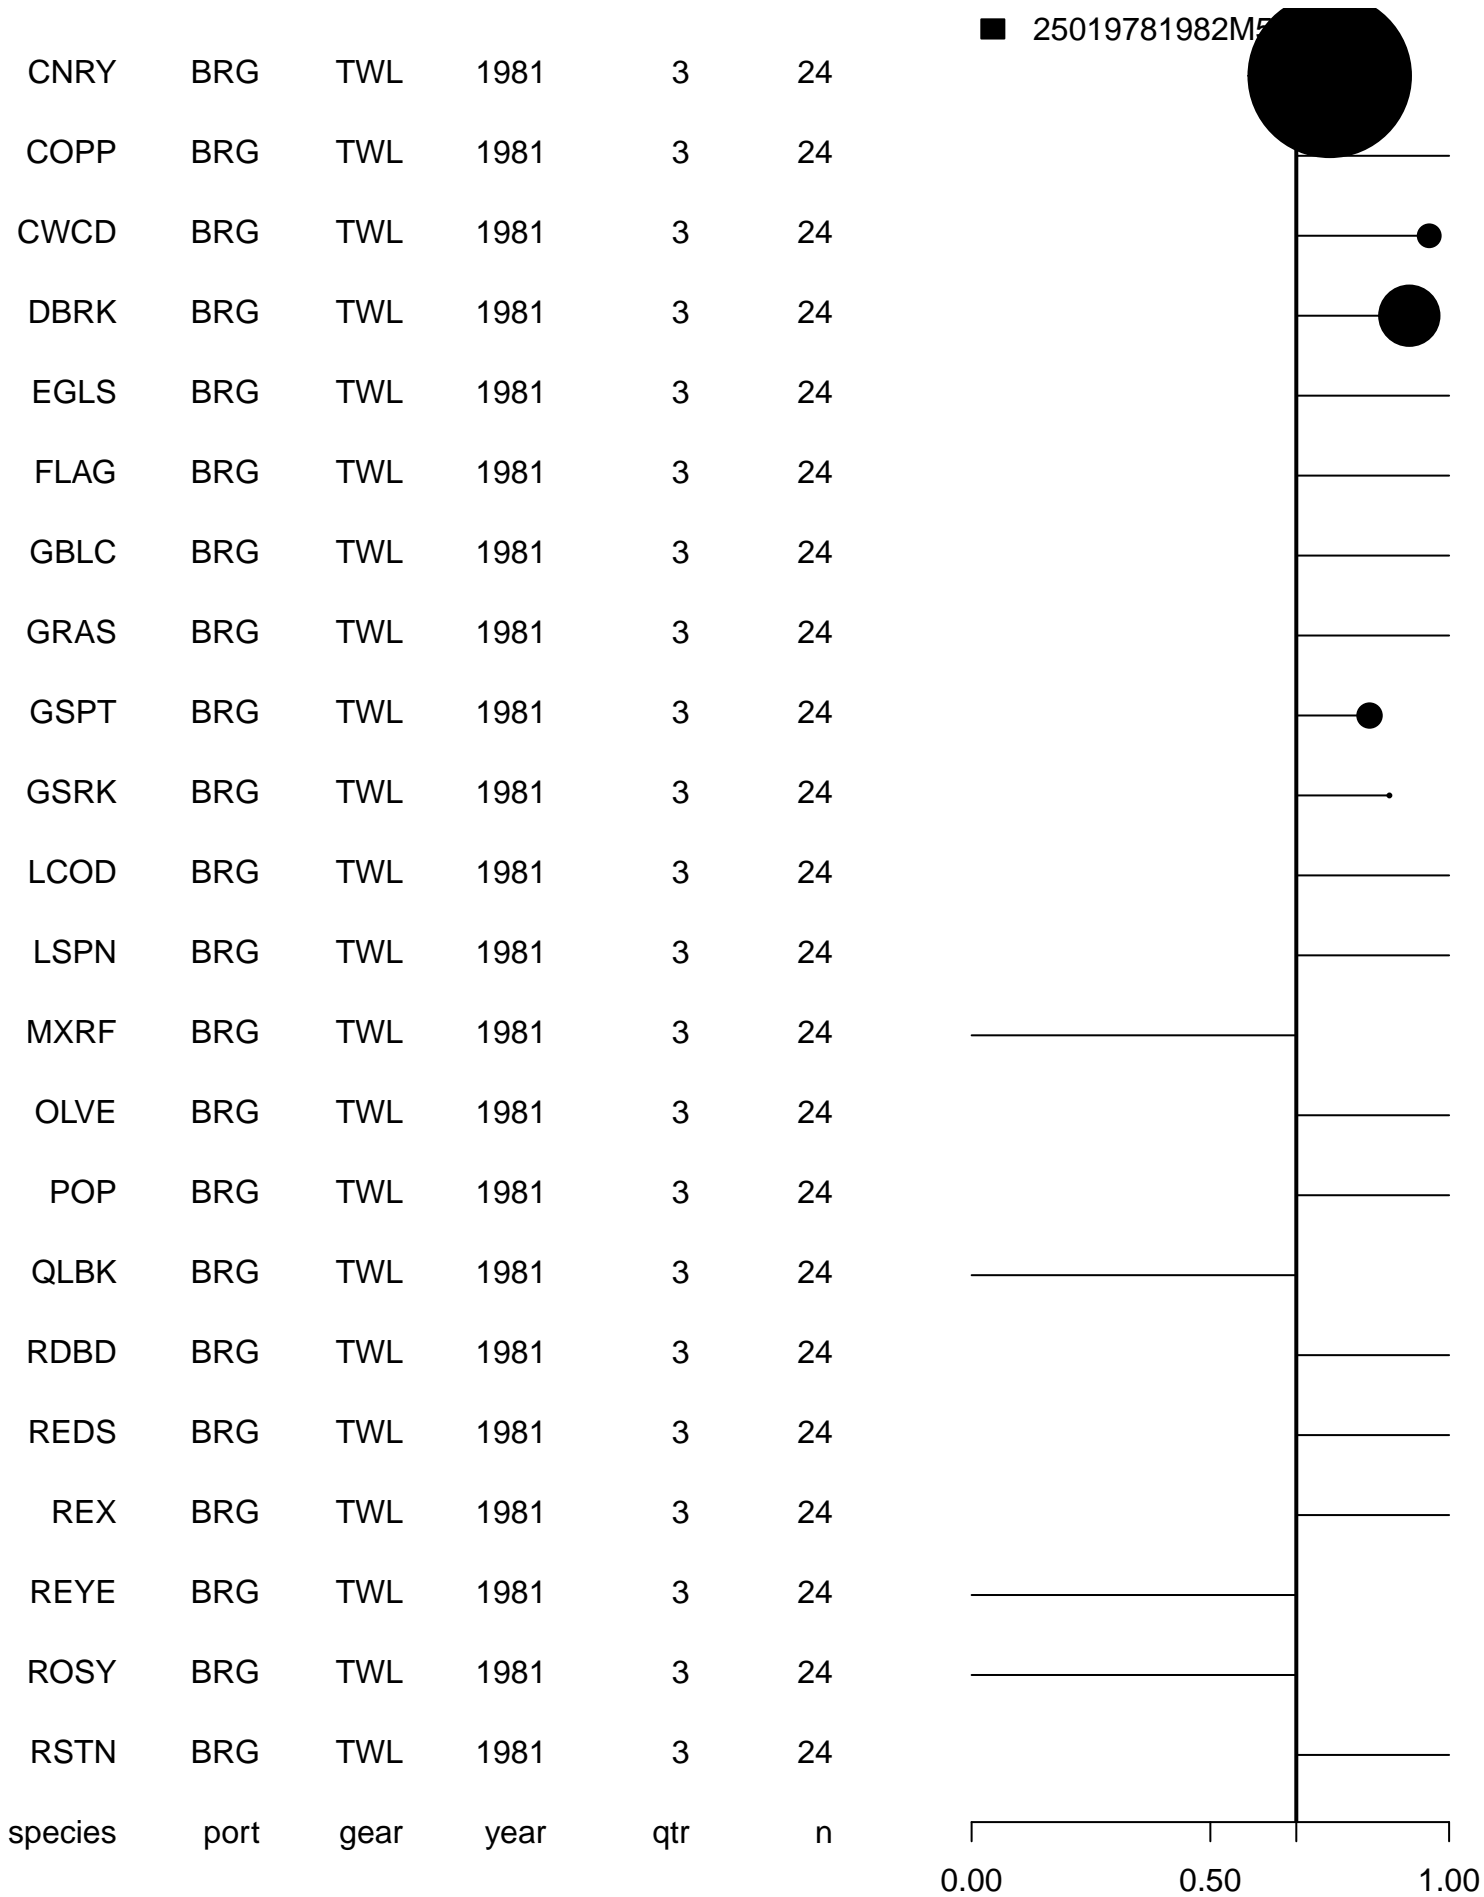 25019781982M5
CNRY BRG TWL 1981 3 24
COPP BRG TWL 1981 3 24
CWCD BRG TWL 1981 3 24
DBRK BRG TWL 1981 3 24
EGLS BRG TWL 1981 3 24
FLAG BRG TWL 1981 3 24
GBLC BRG TWL 1981 3 24
GRAS BRG TWL 1981 3 24
GSPT BRG TWL 1981 3 24
GSRK BRG TWL 1981 3 24
LCOD BRG TWL 1981 3 24
LSPN BRG TWL 1981 3 24
MXRF BRG TWL 1981 3 24
OLVE BRG TWL 1981 3 24
POP BRG TWL 1981 3 24
QLBK BRG TWL 1981 3 24
RDBD BRG TWL 1981 3 24
REDS BRG TWL 1981 3 24
REX BRG TWL 1981 3 24
REYE BRG TWL 1981 3 24
ROSY BRG TWL 1981 3 24
RSTN BRG TWL 1981 3 24
species port gear year qtr n
0.00 0.50 1.00